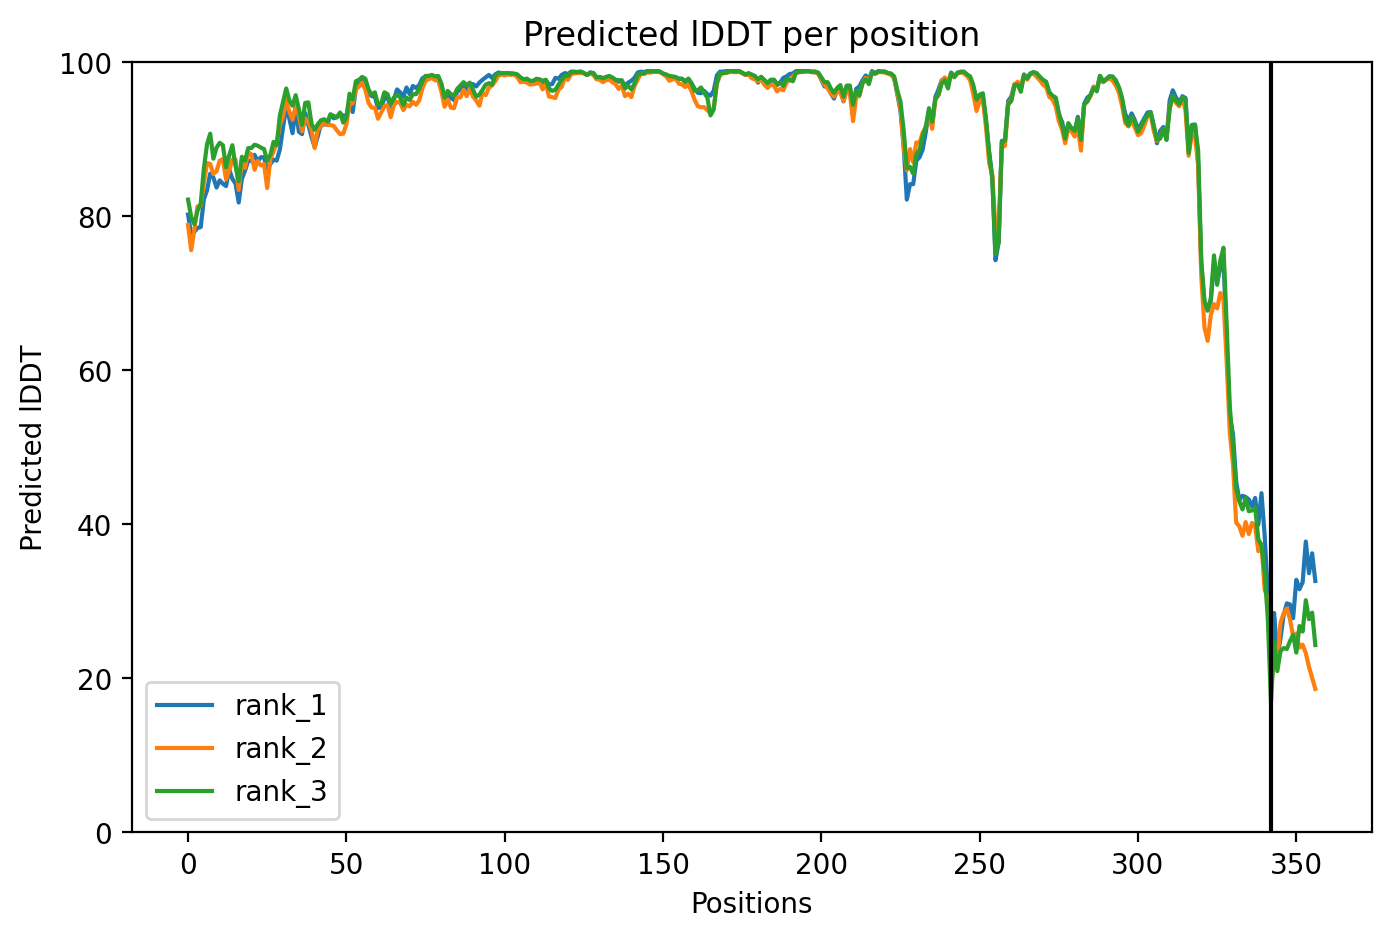 Predicted lDDT per position
Predicted lDDT
100
80
60
40
20
0
rank_1
rank_2
rank_3
0 50 100 150 200 250 300 350
Positions